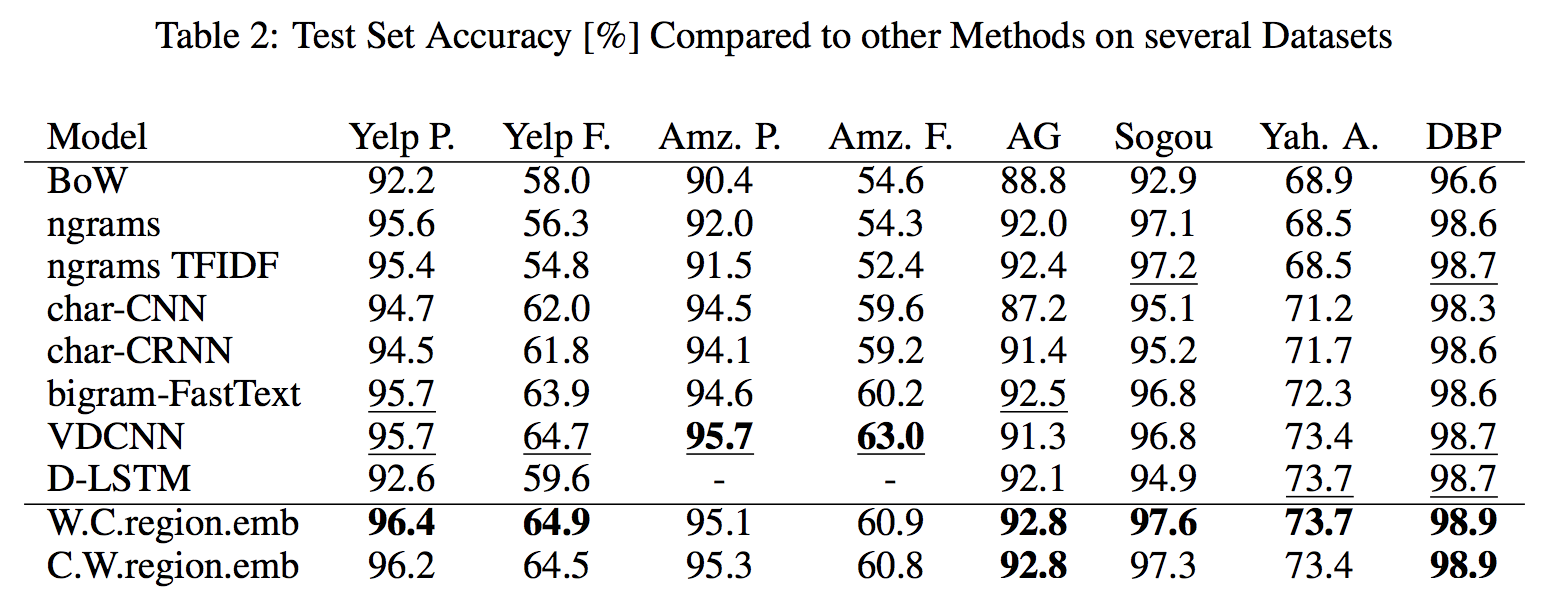 Table 2: Test Set Accuracy [%] Compared to other Methods on several Datasets
Model Yelp P. Yelp F. Amz. P. Amz. F. AG Sogou Yah. A. DBP
BoW 92.2 58.0 90.4 54.6 88.8 92.9 68.9 96.6
ngrams 95.6 56.3 92.0 54.3 92.0 97.1 68.5 98.6
ngrams TFIDF 95.4 54.8 91.5 52.4 92.4 97.2 68.5 98.7
char-CNN 94.7 62.0 94.5 59.6 87.2 95.1 71.2 98.3
char-CRNN 94.5 61.8 94.1 59.2 91.4 95.2 71.7 98.6
bigram-FastText 95.7 63.9 94.6 60.2 92.5 96.8 72.3 98.6
VDCNN 95.7 64.7 95.7 63.0 91.3 96.8 73.4 98.7
D-LSTM 92.6 59.6 - - 92.1 94.9 73.7 98.7
W.C.region.emb 96.4 64.9 95.1 60.9 92.8 97.6 73.7 98.9
C.W.region.emb 96.2 64.5 95.3 60.8 92.8 97.3 73.4 98.9